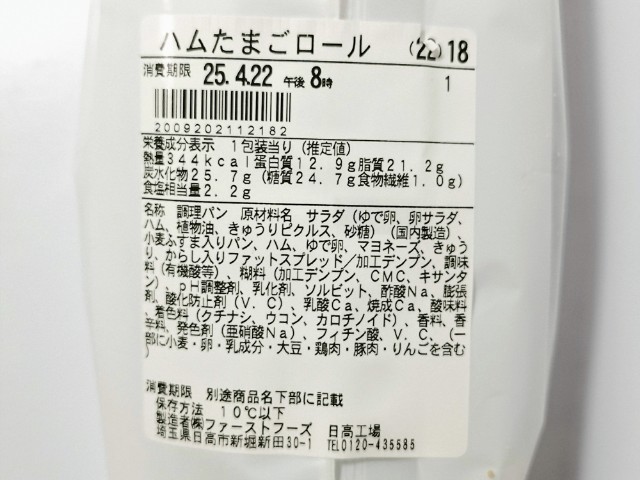 ハムたまごロール (22)18
消費期限 25.4.22 午後8時 1
2009202112182
栄養成分表示 1包装当り(推定値)
熱量344kcal蛋白質12.9g脂質21.2g
炭水化物25.7g(糖質24.7g食物繊維1.0g)
食塩相当量2.2g
名称 調理パン 原材料名 サラダ(ゆで卵、卵サラダ、
ハム、植物油、きゅうりピクルス、砂糖)(国内製造)、
小麦ふすま入りパン、ハム、ゆで卵、マヨネーズ、きゅう
り、からし入りファットスプレッド/加工デンプン、調味
料(有機酸等)、糊料(加工デンプン、CMC、キサンタ
ン)、pH調整剤、乳化剤、ソルビット、酢酸Na、膨張
剤、酸化防止剤(V.C)、乳酸Ca、焼成Ca、酸味料
、着色料(クチナシ、ウコン、カロチノイド)、香料、香
辛料、発色剤(亜硝酸Na)、フィチン酸、V.C、(一
部に小麦・卵・乳成分・大豆・鶏肉・豚肉・りんごを含む
)
消費期限 別途商品名下部に記載
保存方法 10℃以下
製造者㈱ファーストフーズ 日高工場
埼玉県日高市新堀新田30-1 TEL0120-435585